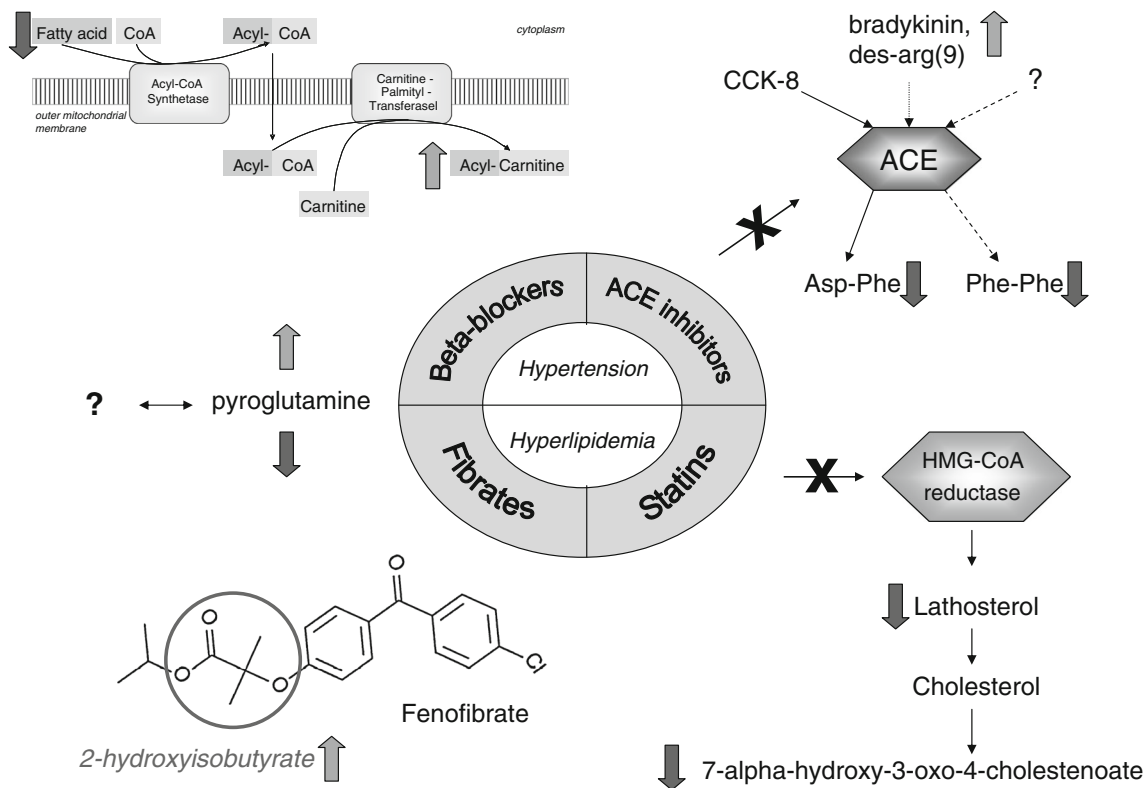 Fatty acid CoA Acyl- CoA
cytoplasm
Acyl-CoA
Synthetase
Carnitine -
Palmityl -
TransferaseI
outer mitochondrial
membrane
Acyl- CoA
Acyl-Carnitine
Carnitine
bradykinin,
des-arg(9)
CCK-8
?
ACE
X
Asp-Phe
Phe-Phe
Beta-blockers
ACE inhibitors
Hypertension
Hyperlipidemia
Fibrates
Statins
? pyroglutamine
X
HMG-CoA
reductase
Lathosterol
Cholesterol
7-alpha-hydroxy-3-oxo-4-cholestenoate
O
O
O
O
Cl
Fenofibrate
2-hydroxyisobutyrate